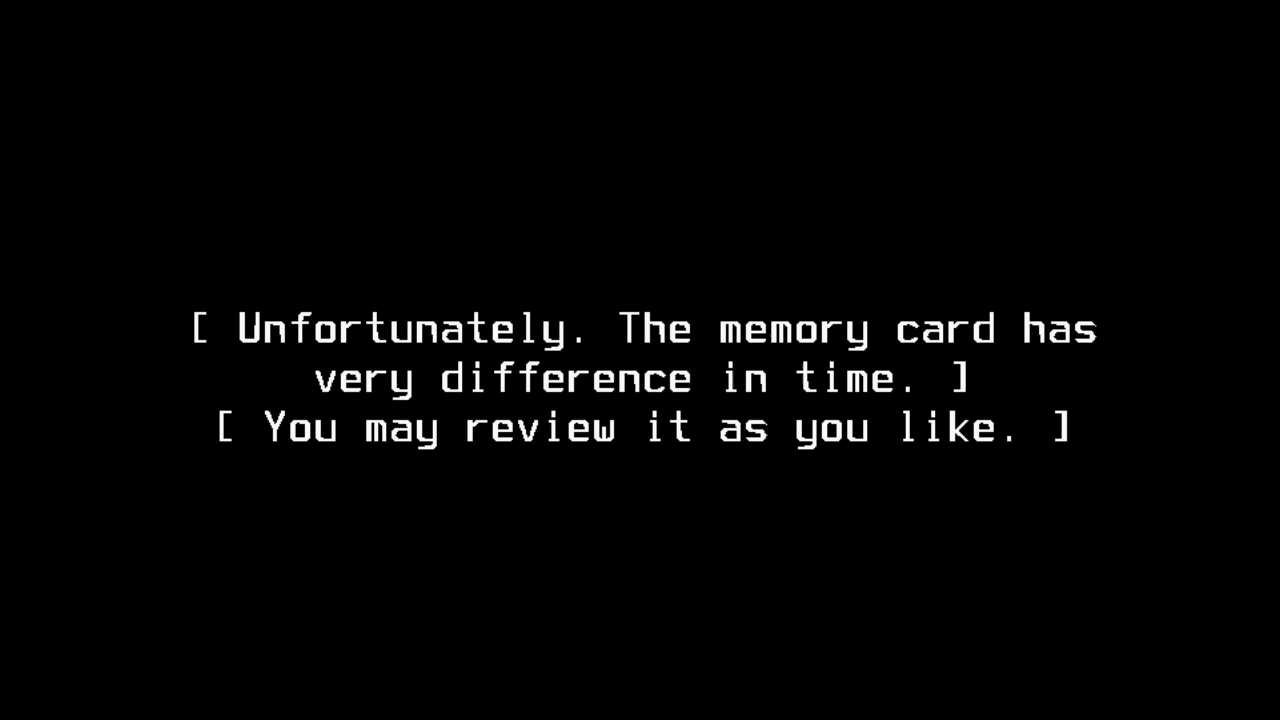 [ Unfortunately. The memory card has
very difference in time. ]
[ You may review it as you like. ]